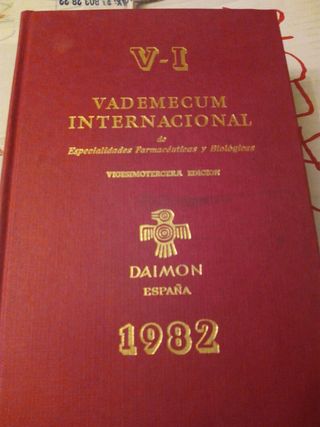 V-I
VADEMECUM
INTERNACIONAL
de
Especialidades Farmacéuticas y Biológicas
VIGESIMOTERCERA EDICION
DAIMON
ESPAÑA
1982